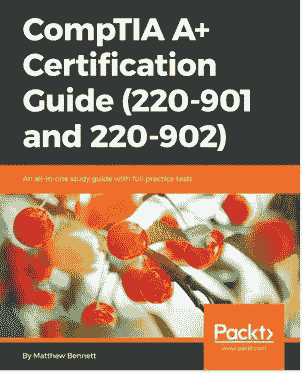 CompTIA A+
Certification
Guide (220-901
and 220-902)
An all-in-one study guide with full practice tests
By Matthew Bennett
Packt>
www.packt.com